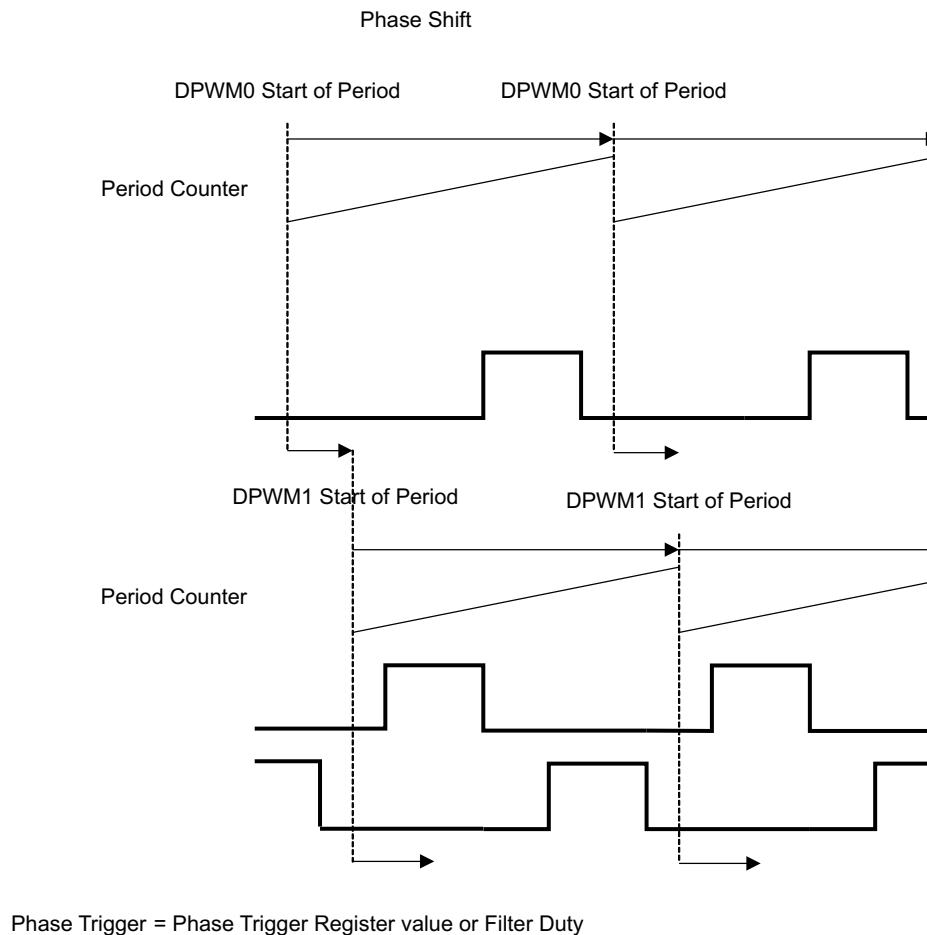 Phase Shift
DPWM0 Start of Period
DPWM0 Start of Period
Period Counter
DPWM1 Start of Period
DPWM1 Start of Period
Period Counter
Phase Trigger = Phase Trigger Register value or Filter Duty